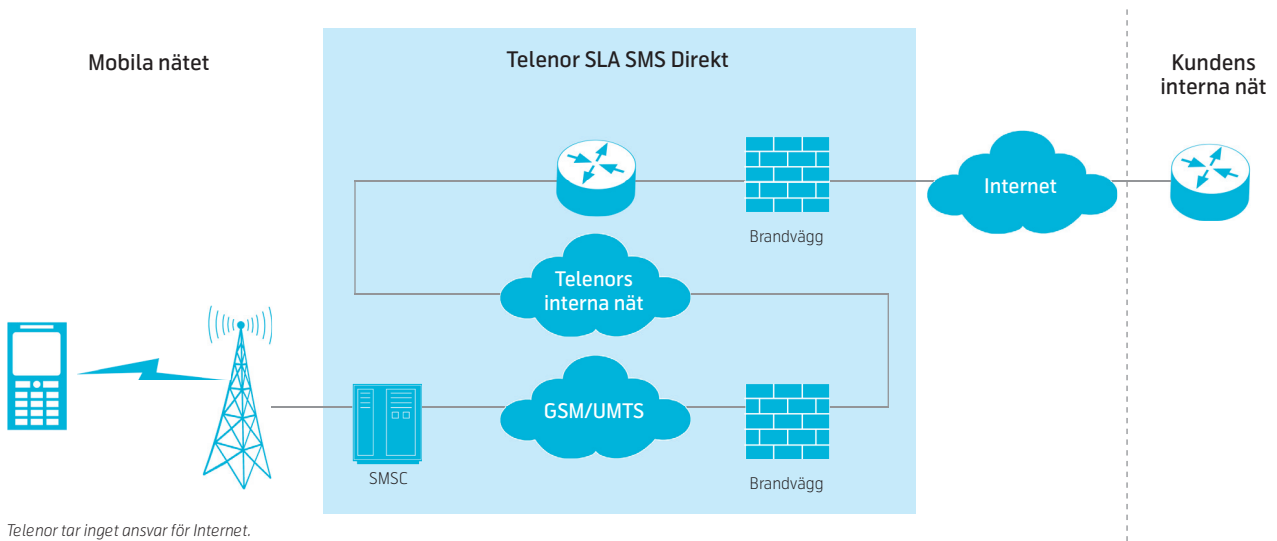 Mobila nätet
Telenor SLA SMS Direkt
Kundens
interna nät
Internet
Brandvägg
Telenors
interna nät
GSM/UMTS
SMSC
Brandvägg
Telenor tar inget ansvar för Internet.